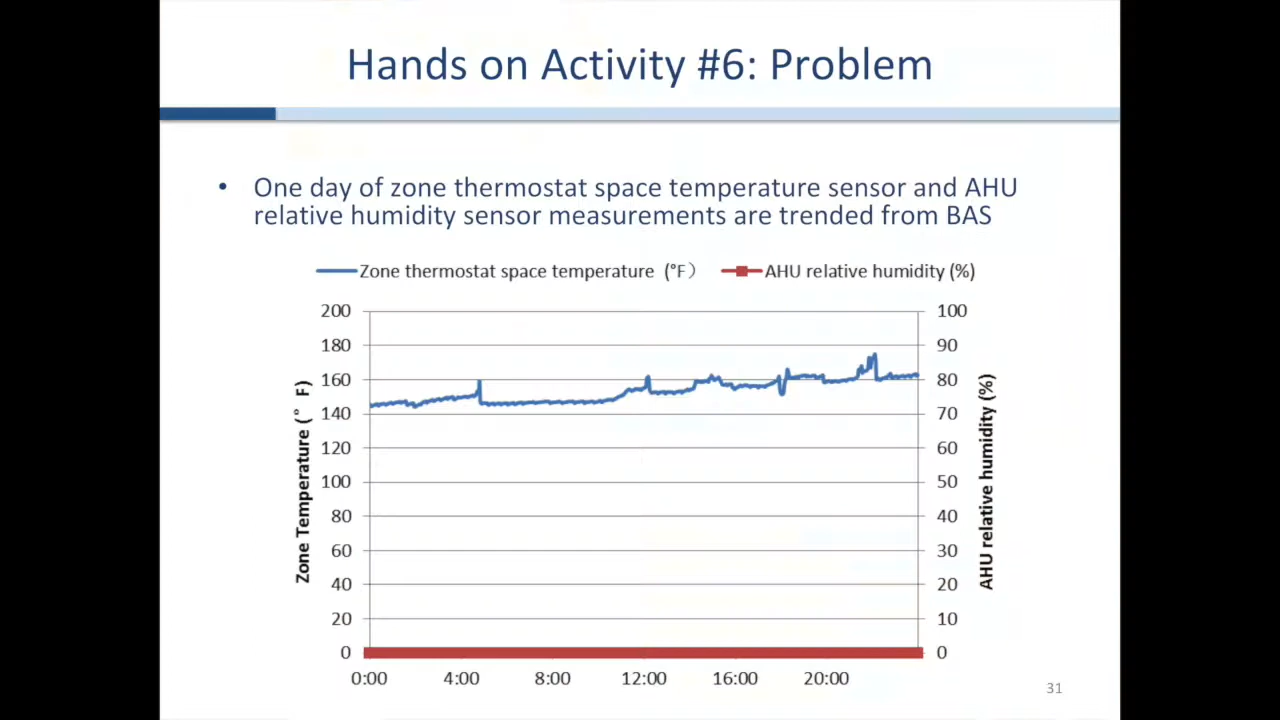 Hands on Activity #6: Problem
• One day of zone thermostat space temperature sensor and AHU
relative humidity sensor measurements are trended from BAS
Zone thermostat space temperature (°F) AHU relative humidity (%)
200 100
180 90
160 80
140 70
120 60
100 50
80 40
60 30
40 20
20 10
0 0
Zone Temperature (° F)
AHU relative humidity (%)
0:00 4:00 8:00 12:00 16:00 20:00
31